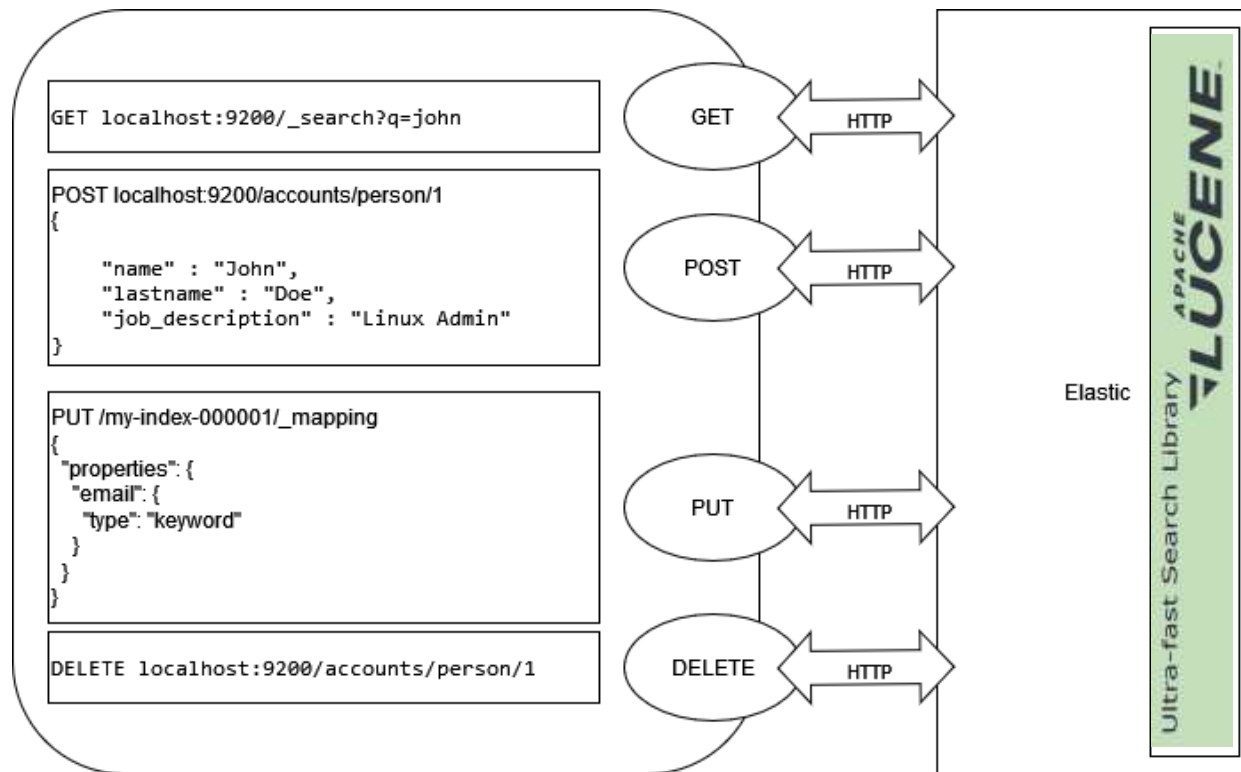 GET localhost:9200/_search?q=john
GET
HTTP
POST localhost:9200/accounts/person/1
{
"name" : "John",
"lastname" : "Doe",
"job_description" : "Linux Admin"
}
POST
HTTP
PUT /my-index-000001/_mapping
{
"properties": {
"email": {
"type": "keyword"
}
}
}
PUT
HTTP
DELETE localhost:9200/accounts/person/1
DELETE
HTTP
Elastic
APACHE
LUCENE™
Ultra-fast Search Library